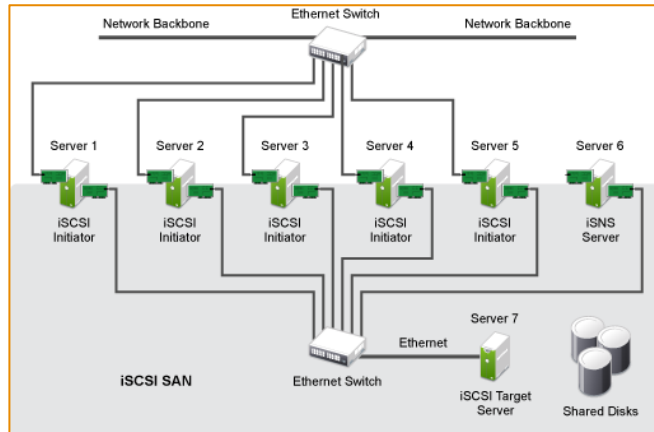 Ethernet Switch
Network Backbone
Network Backbone
Server 1
Server 2
Server 3
Server 4
Server 5
Server 6
iSCSI
Initiator
iSCSI
Initiator
iSCSI
Initiator
iSCSI
Initiator
iSCSI
Initiator
iSNS
Server
Server 7
Ethernet
iSCSI SAN
Ethernet Switch
iSCSI Target
Server
Shared Disks